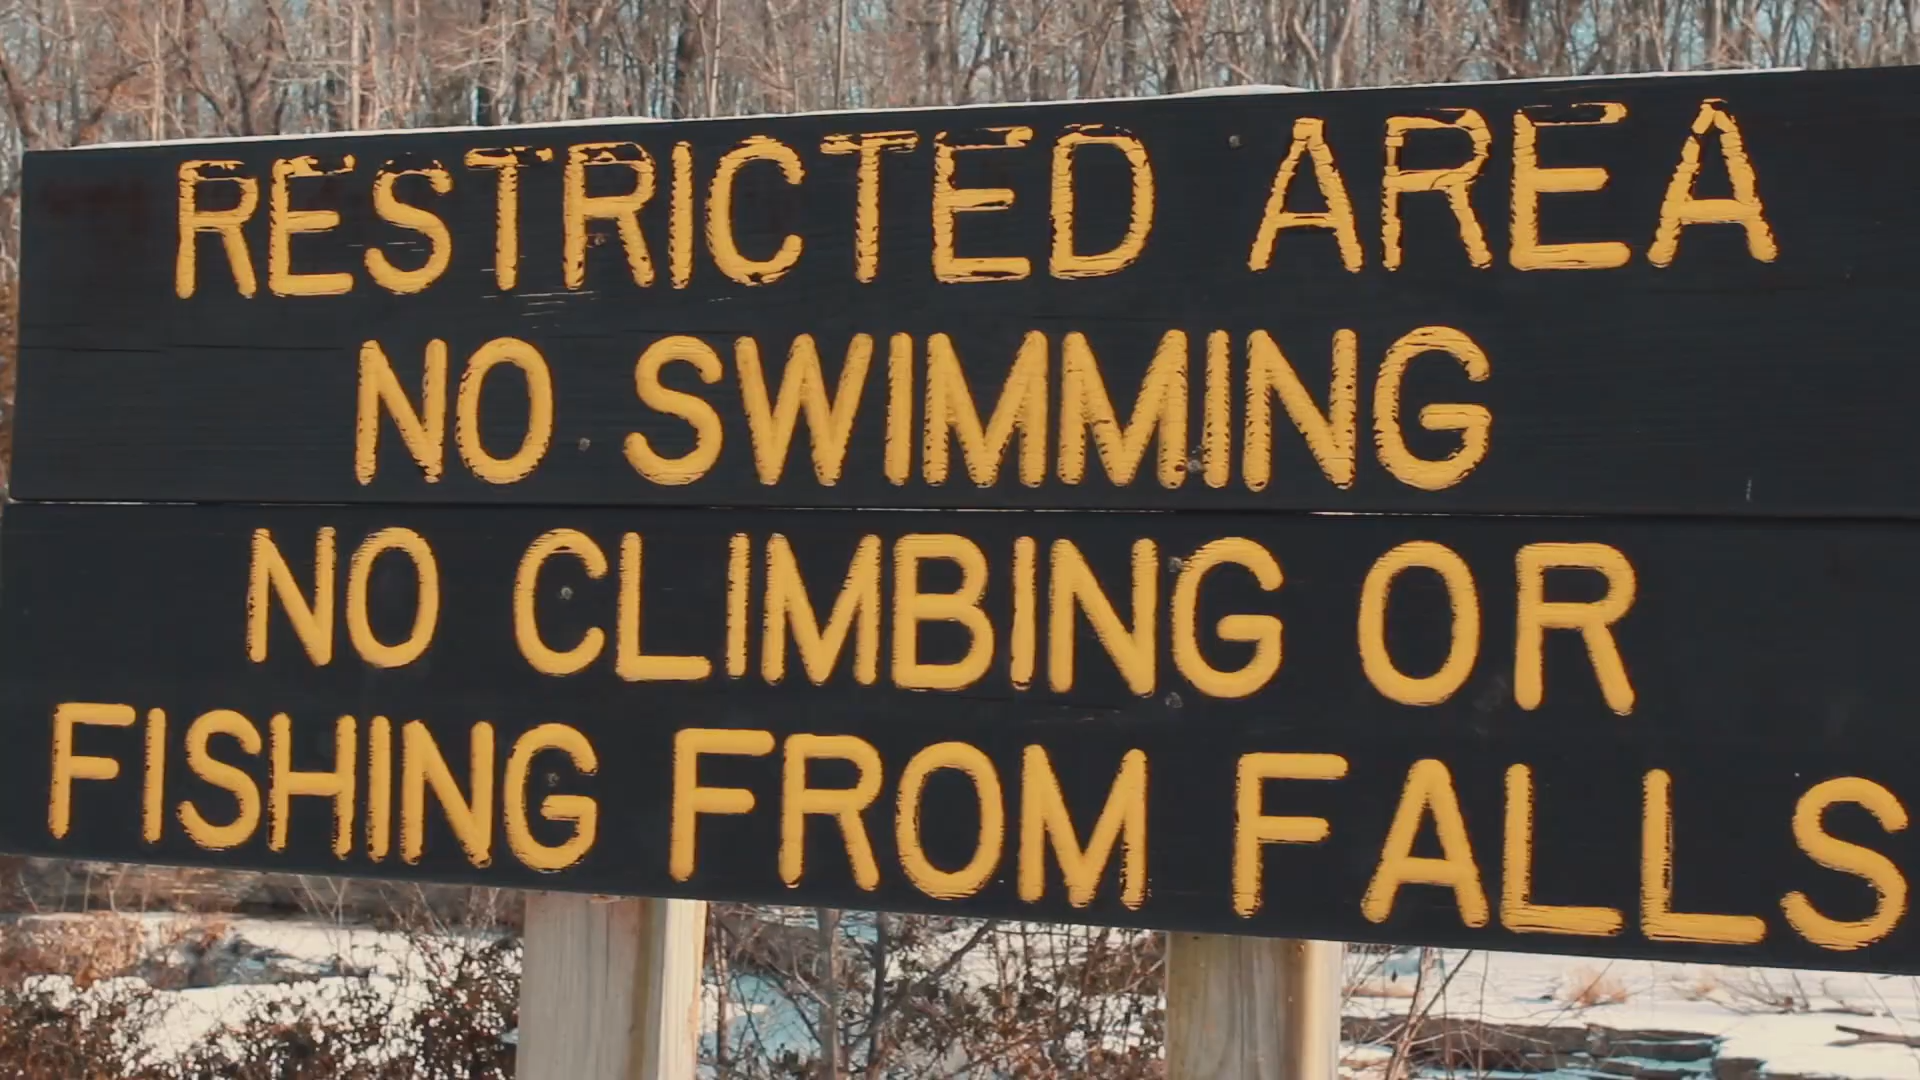 RESTRICTED AREA
NO SWIMMING
NO CLIMBING OR
FISHING FROM FALLS